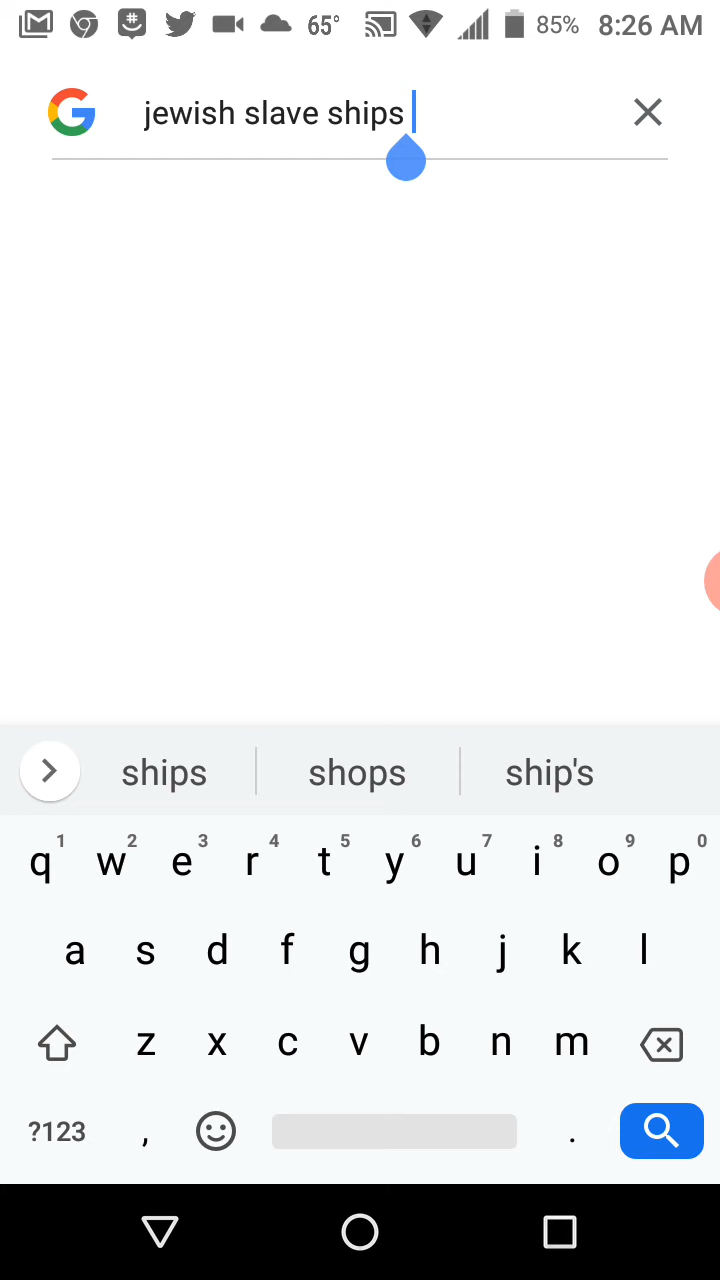 65° 85% 8:26 AM
jewish slave ships
ships shops ship's
1 2 3 4 5 6 7 8 9 0
q w e r t y u i o p
a s d f g h j k l
z x c v b n m
?123 , .